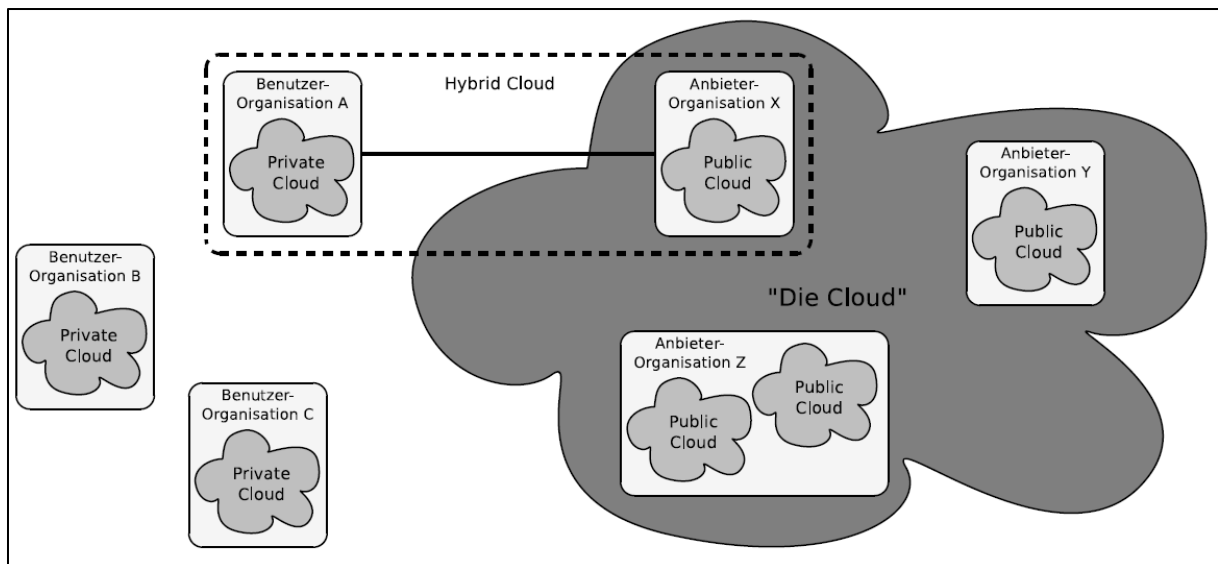 Benutzer-
Organisation A
Private
Cloud
Hybrid Cloud
Anbieter-
Organisation X
Public
Cloud
Anbieter-
Organisation Y
Public
Cloud
Benutzer-
Organisation B
Private
Cloud
"Die Cloud"
Anbieter-
Organisation Z
Public
Cloud
Public
Cloud
Benutzer-
Organisation C
Private
Cloud